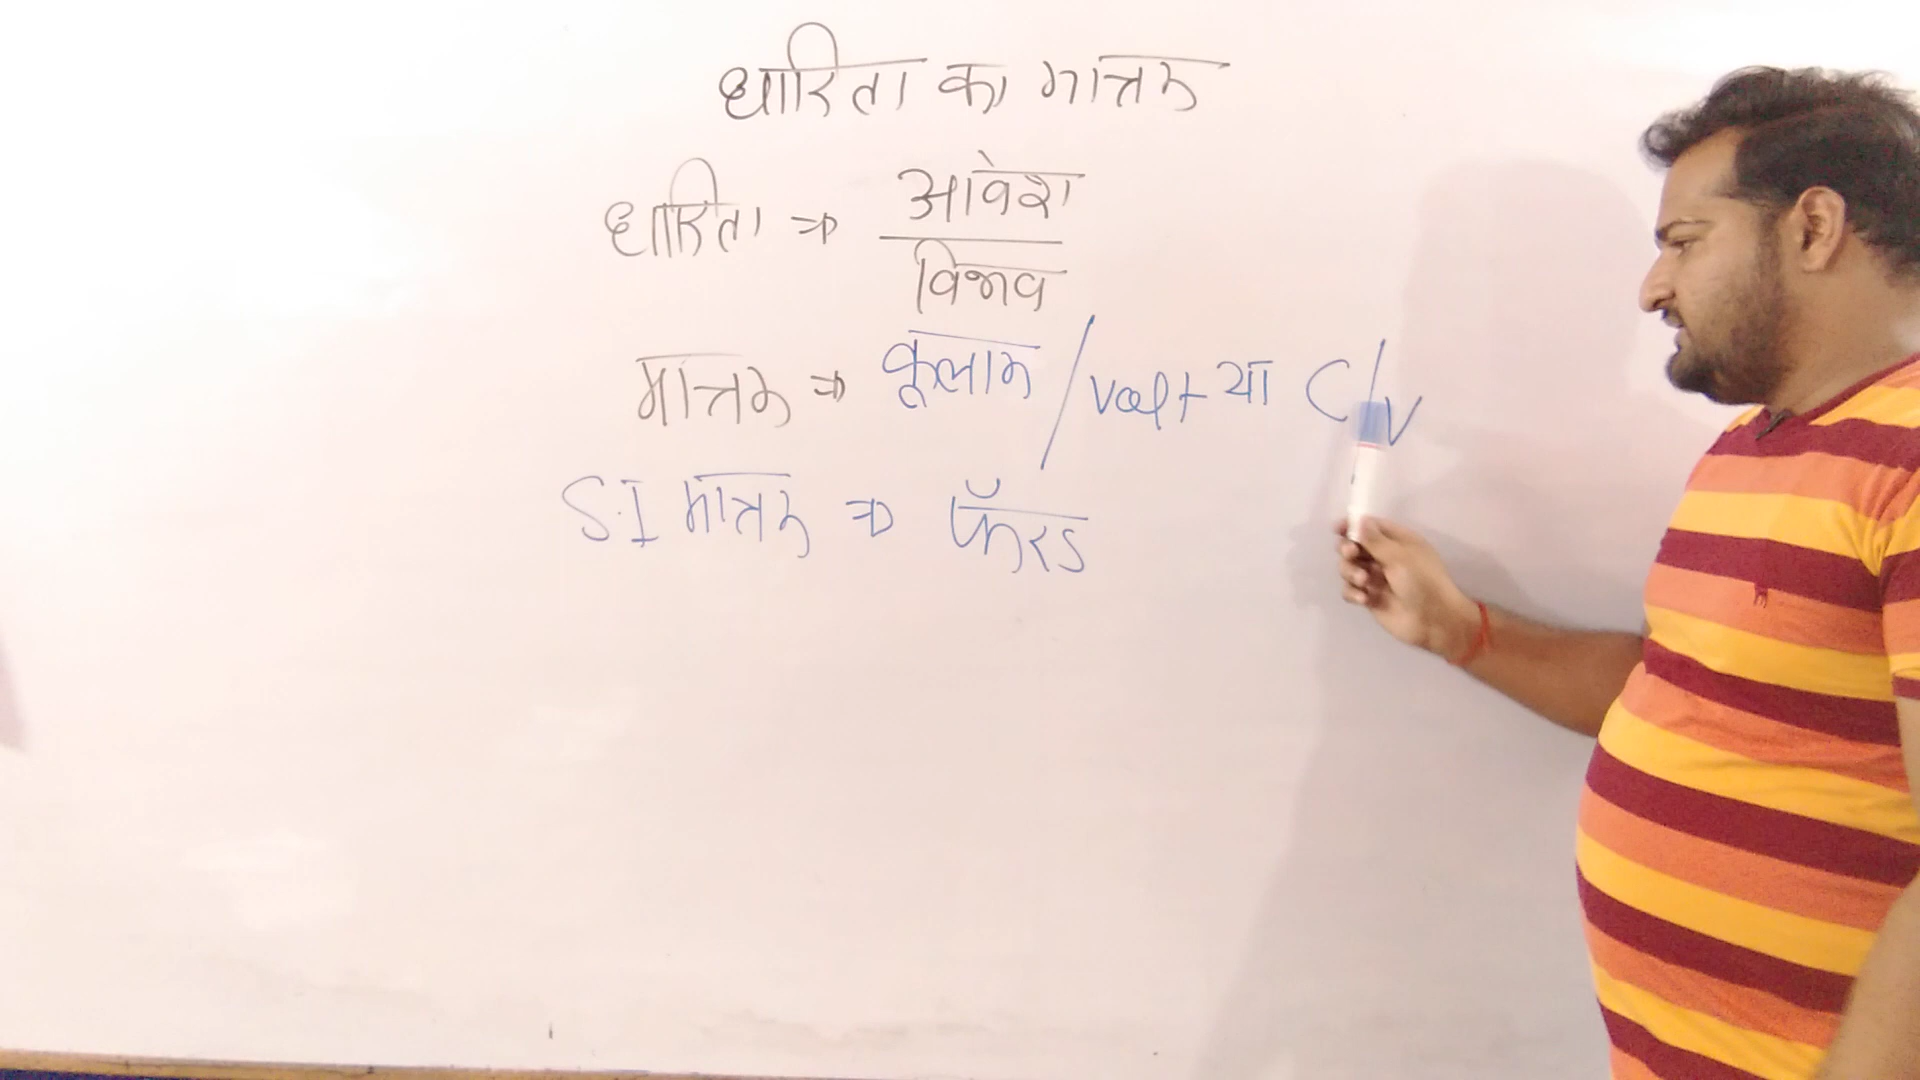 धारिता का मात्रक
धारिता ⇒ आवेश
विभव
मात्रक ⇒ कूलाम / Volt या C/V
S.I मात्रक ⇒ फॅरड